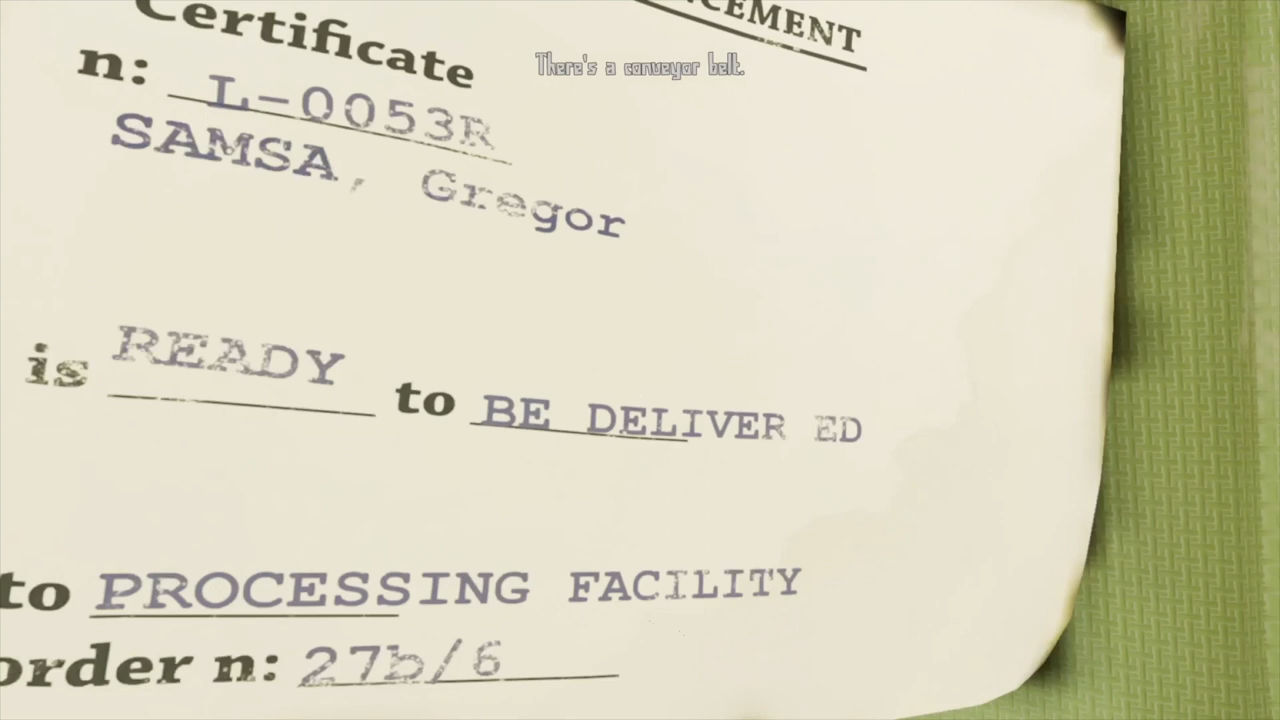 CEMENT
Certificate
There's a conveyor belt.
n: L-0053R
SAMSA, Gregor
is READY to BE DELIVER ED
to PROCESSING FACILITY
order n: 27b/6